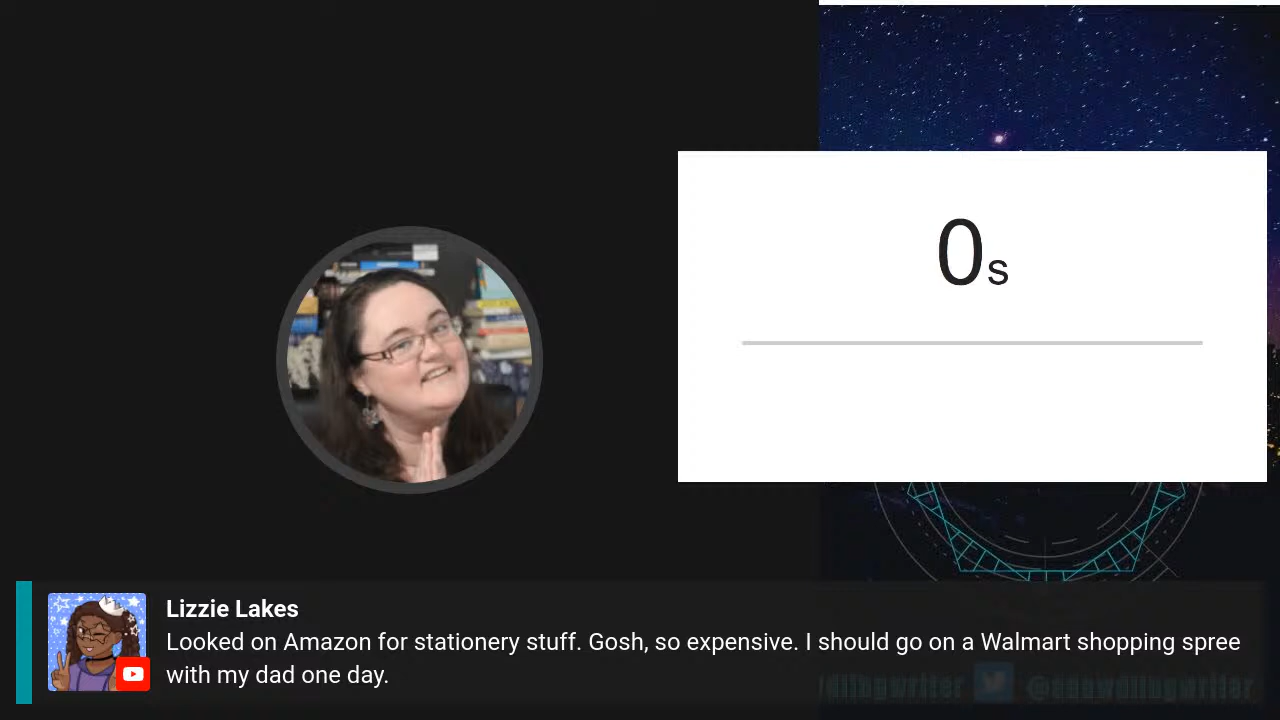 0s
Lizzie Lakes
Looked on Amazon for stationery stuff. Gosh, so expensive. I should go on a Walmart shopping spree
with my dad one day.